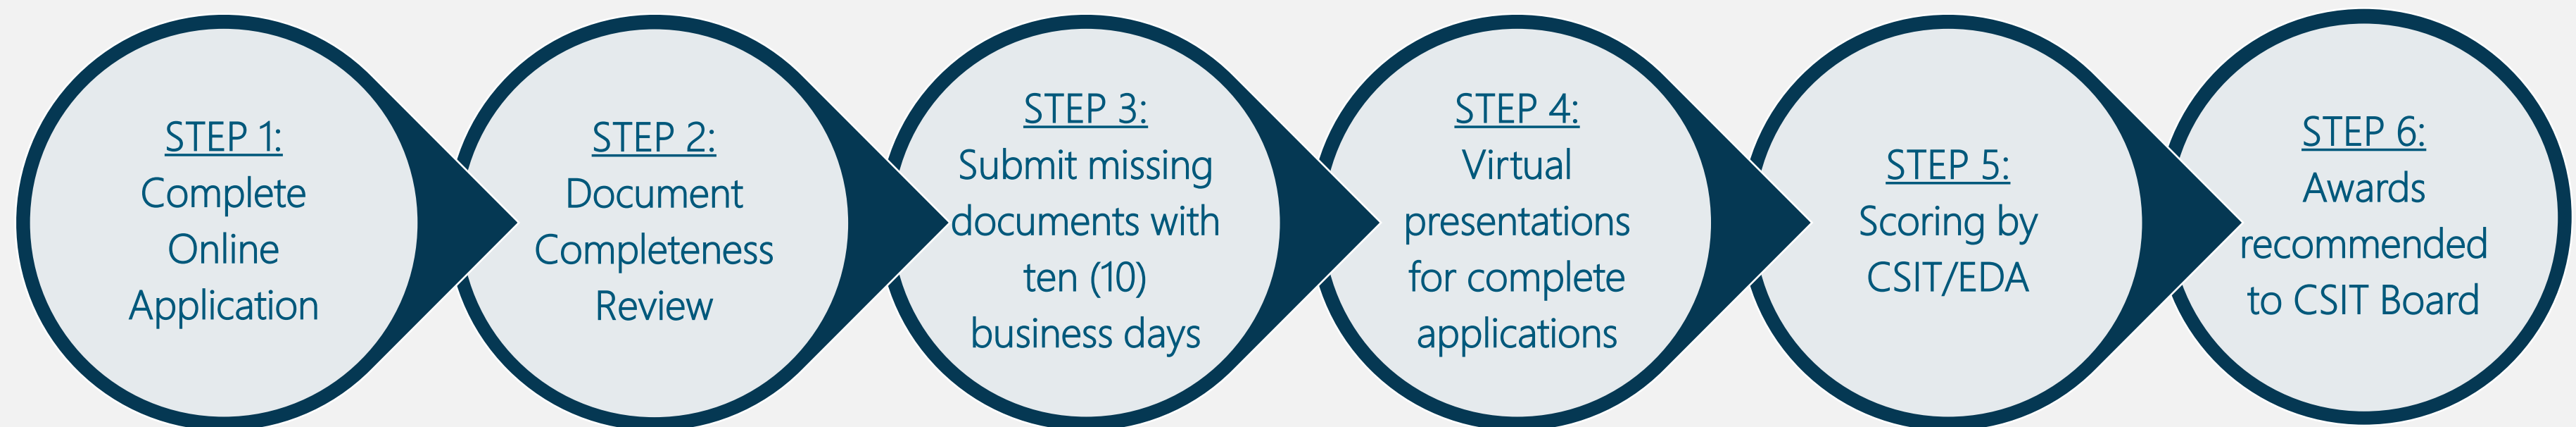 STEP 1:
Complete
Online
Application
STEP 2:
Document
Completeness
Review
STEP 3:
Submit missing
documents with
ten (10)
business days
STEP 4:
Virtual
presentations
for complete
applications
STEP 5:
Scoring by
CSIT/EDA
STEP 6:
Awards
recommended
to CSIT Board